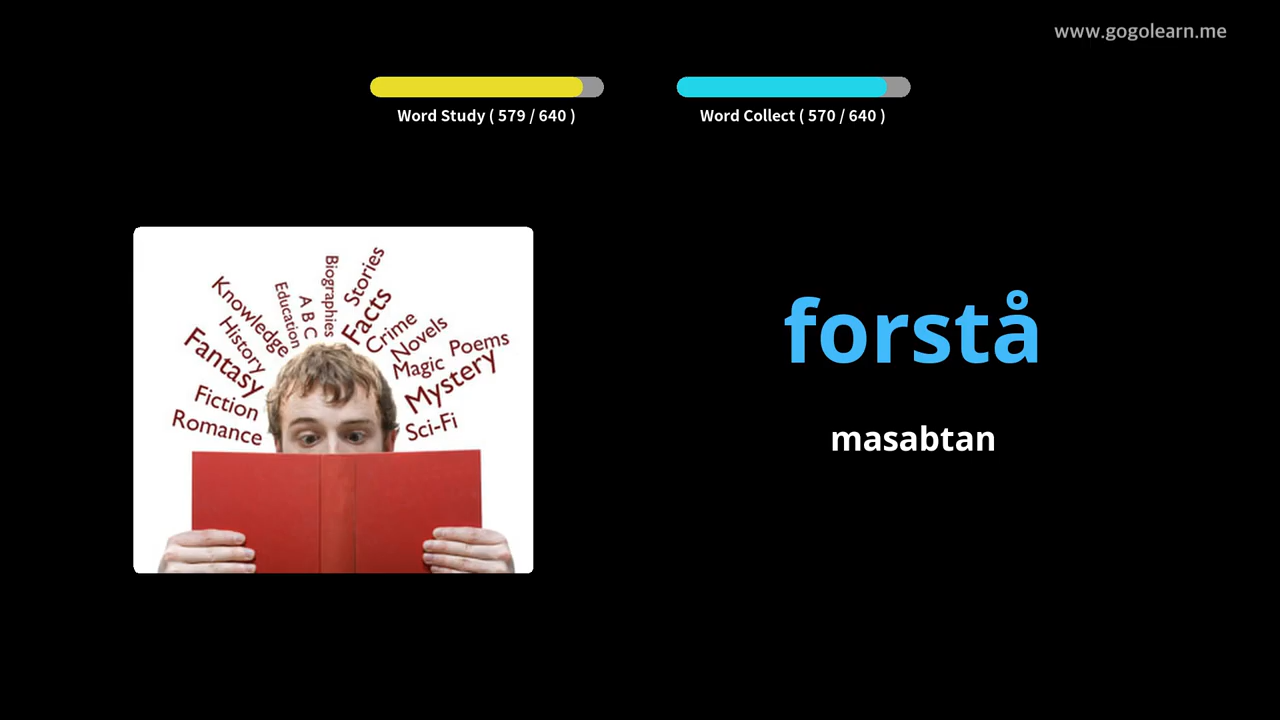 www.gogolearn.me
Word Study ( 579 / 640 )
Word Collect ( 570 / 640 )
Biographies
Stories
Knowledge
Education
A B C
Facts
History
Crime
Novels
Fantasy
Magic
Poems
Mystery
Fiction
Romance
Sci-Fi
forstå
masabtan